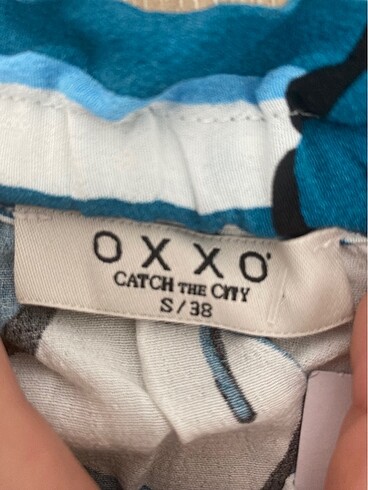 OXXO
CATCH THE CITY
S/38